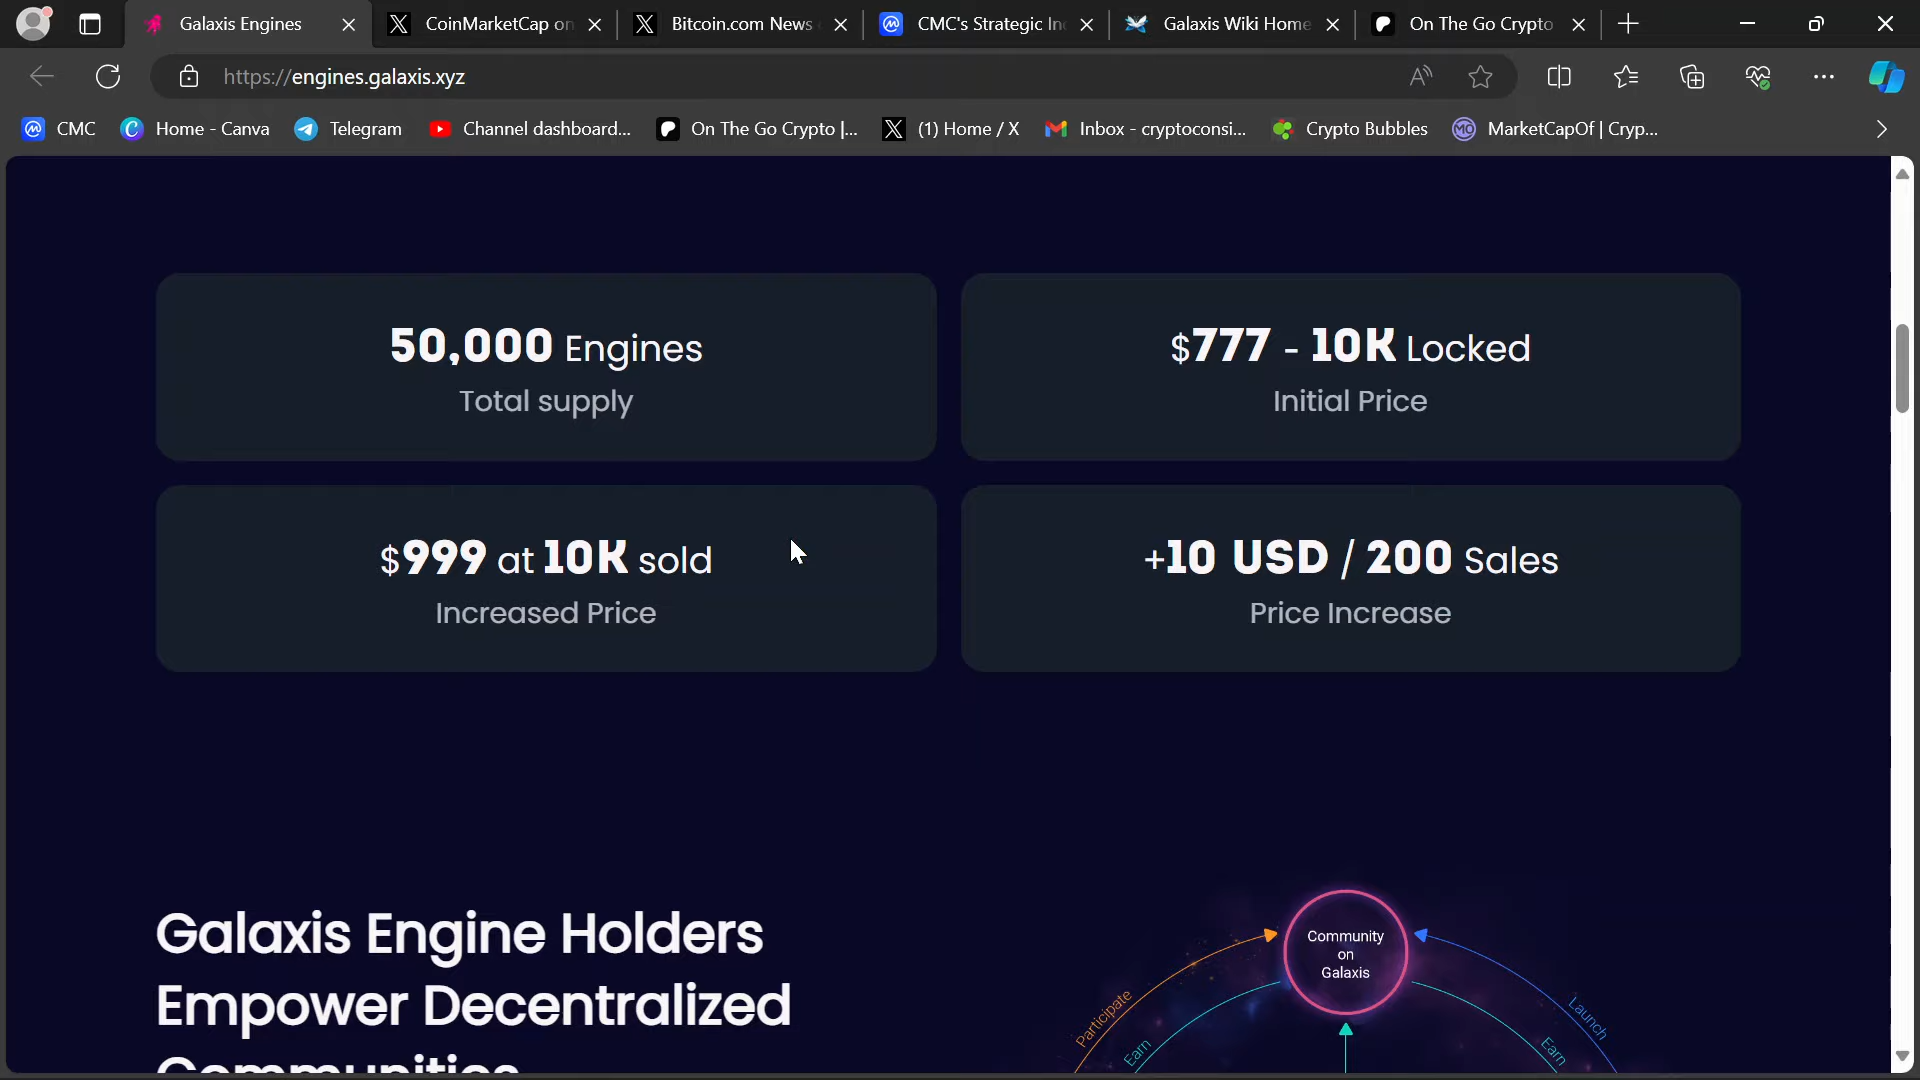 Galaxis Engines
CoinMarketCap on
Bitcoin.com News
CMC's Strategic In
Galaxis Wiki Home
On The Go Crypto
https://engines.galaxis.xyz
CMC
Home - Canva
Telegram
Channel dashboard...
On The Go Crypto |...
(1) Home / X
Inbox - cryptoconsi...
Crypto Bubbles
MarketCapOf | Cryp...
50,000 Engines
Total supply
$777 - 10K Locked
Initial Price
$999 at 10K sold
Increased Price
+10 USD / 200 Sales
Price Increase
Galaxis Engine Holders
Empower Decentralized
Communities
Community
on
Galaxis
Participate
Earn
Launch
Earn